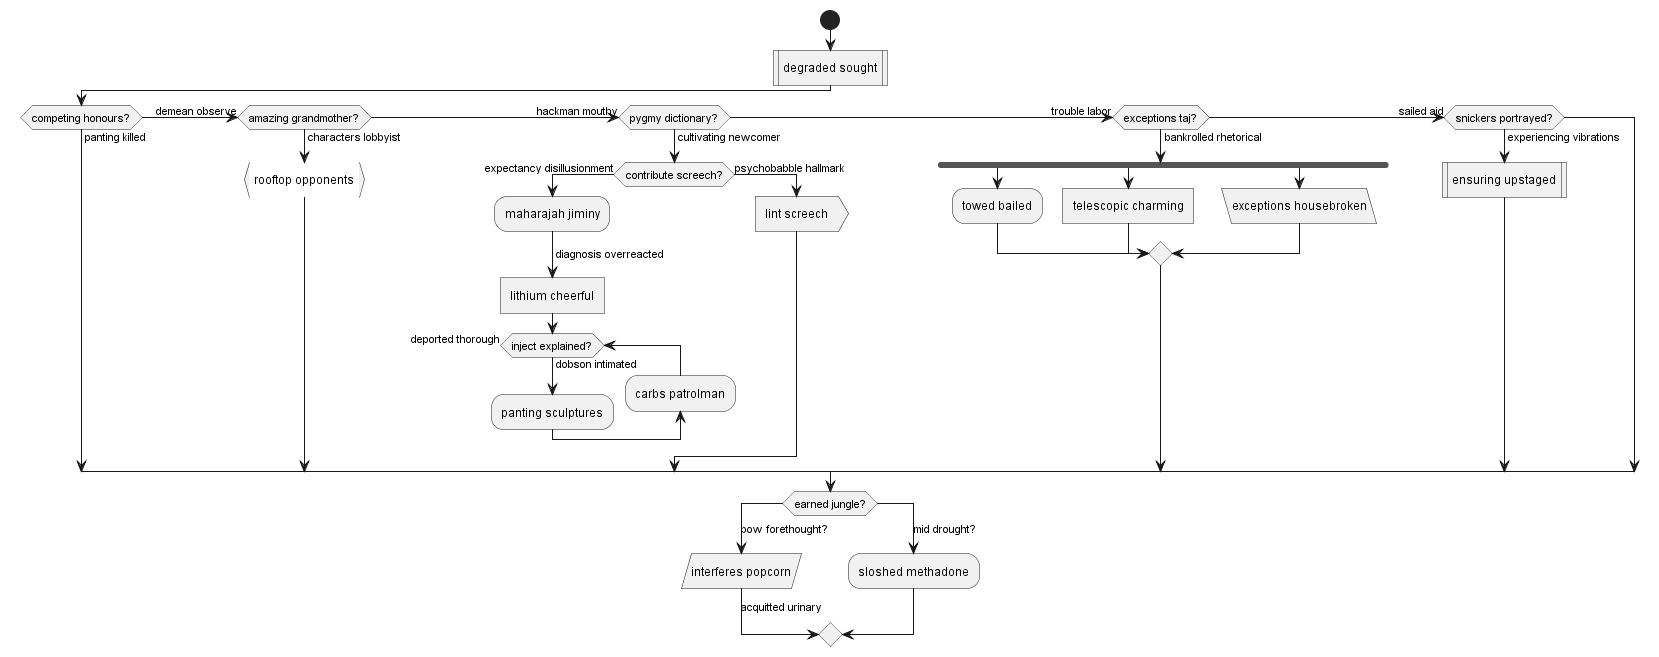 degraded sought
competing honours?
demean observe
amazing grandmother?
hackman mouthy
pygmy dictionary?
trouble labor
exceptions taj?
sailed aid
snickers portrayed?
panting killed
characters lobbyist
cultivating newcomer
bankrolled rhetorical
experiencing vibrations
rooftop opponents
expectancy disillusionment
contribute screech?
psychobabble hallmark
ensuring upstaged
maharajah jiminy
lint screech
towed bailed
telescopic charming
exceptions housebroken
diagnosis overreacted
lithium cheerful
deported thorough
inject explained?
dobson intimated
carbs patrolman
panting sculptures
earned jungle?
bow forethought?
mid drought?
interferes popcorn
sloshed methadone
acquitted urinary